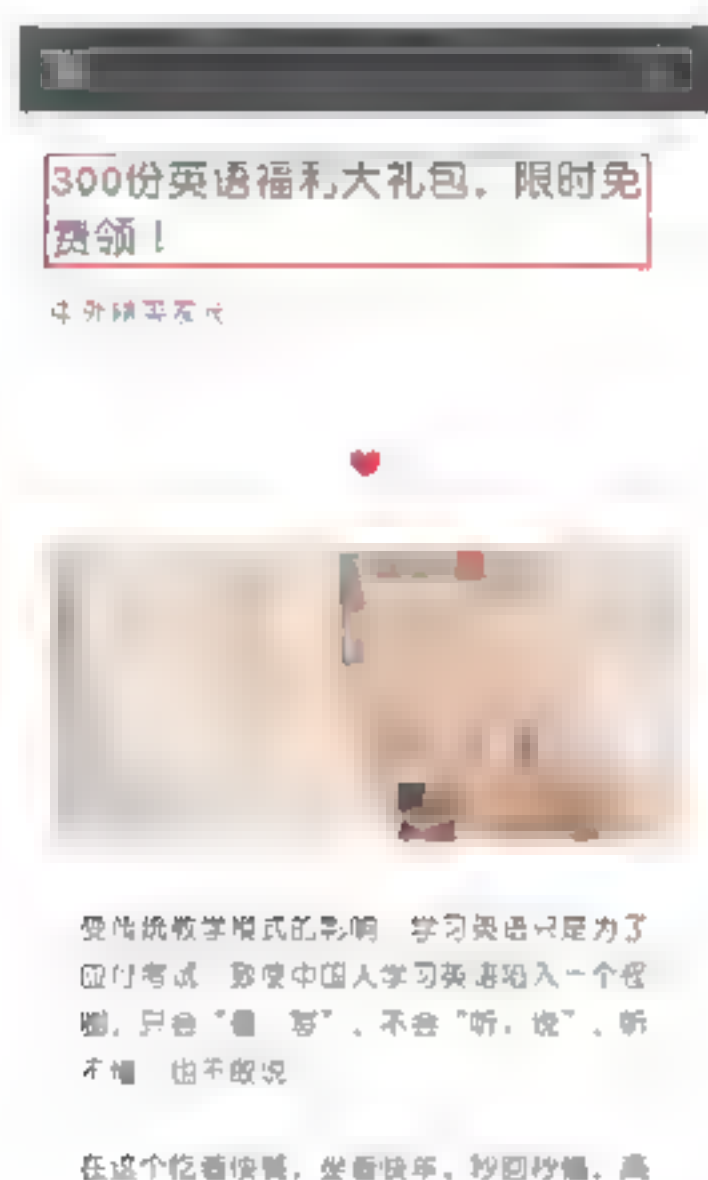 300份英语福利大礼包，限时免
费领！
受传统教学模式的影响 学习英语只是为了
应付考试 致使中国人学习英语陷入一个怪
圈，只会“ 写”、不会“听，说”、听
不懂 也不敢说
在这个吃着快餐，坐着快车，秒回秒